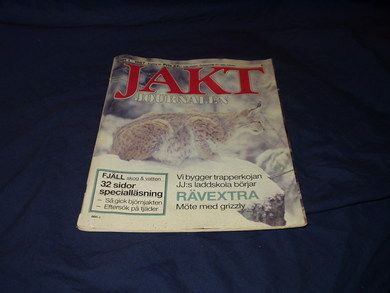 JAKT
JOURNALEN
FJÄLL, skog & vatten
32 sidor
specialläsning
– Så gick björnjakten
– Eftersök på tjäder
Vi bygger trapperkojan
JJ:s laddskola börjar
RÄVEXTRA
Möte med grizzly